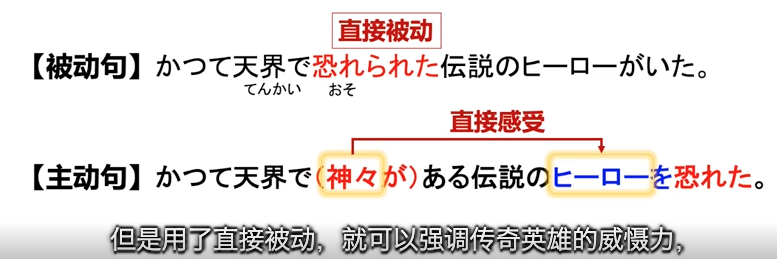 直接被动
【被动句】かつて天界で恐れられた伝説のヒーローがいた。
てんかい おそ
直接感受
【主动句】かつて天界で（神々が）ある伝説のヒーローを恐れた。
但是用了直接被动，就可以强调传奇英雄的威慑力，